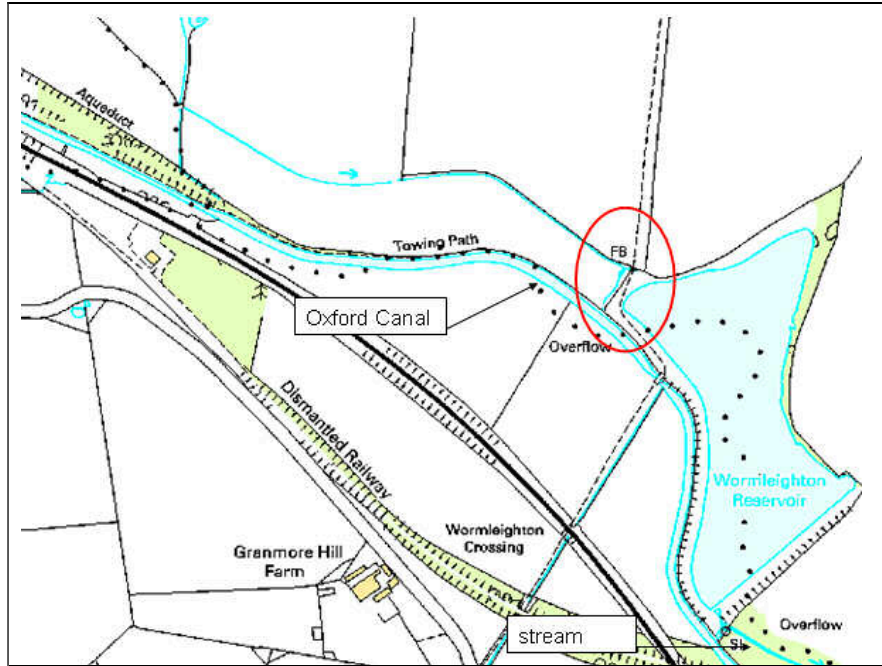 Aqueduct
Towing Path
FB
Oxford Canal
Overflow
Dismantled Railway
Wormleighton
Reservoir
Wormleighton
Crossing
Granmore Hill
Farm
Overflow
stream
Sl